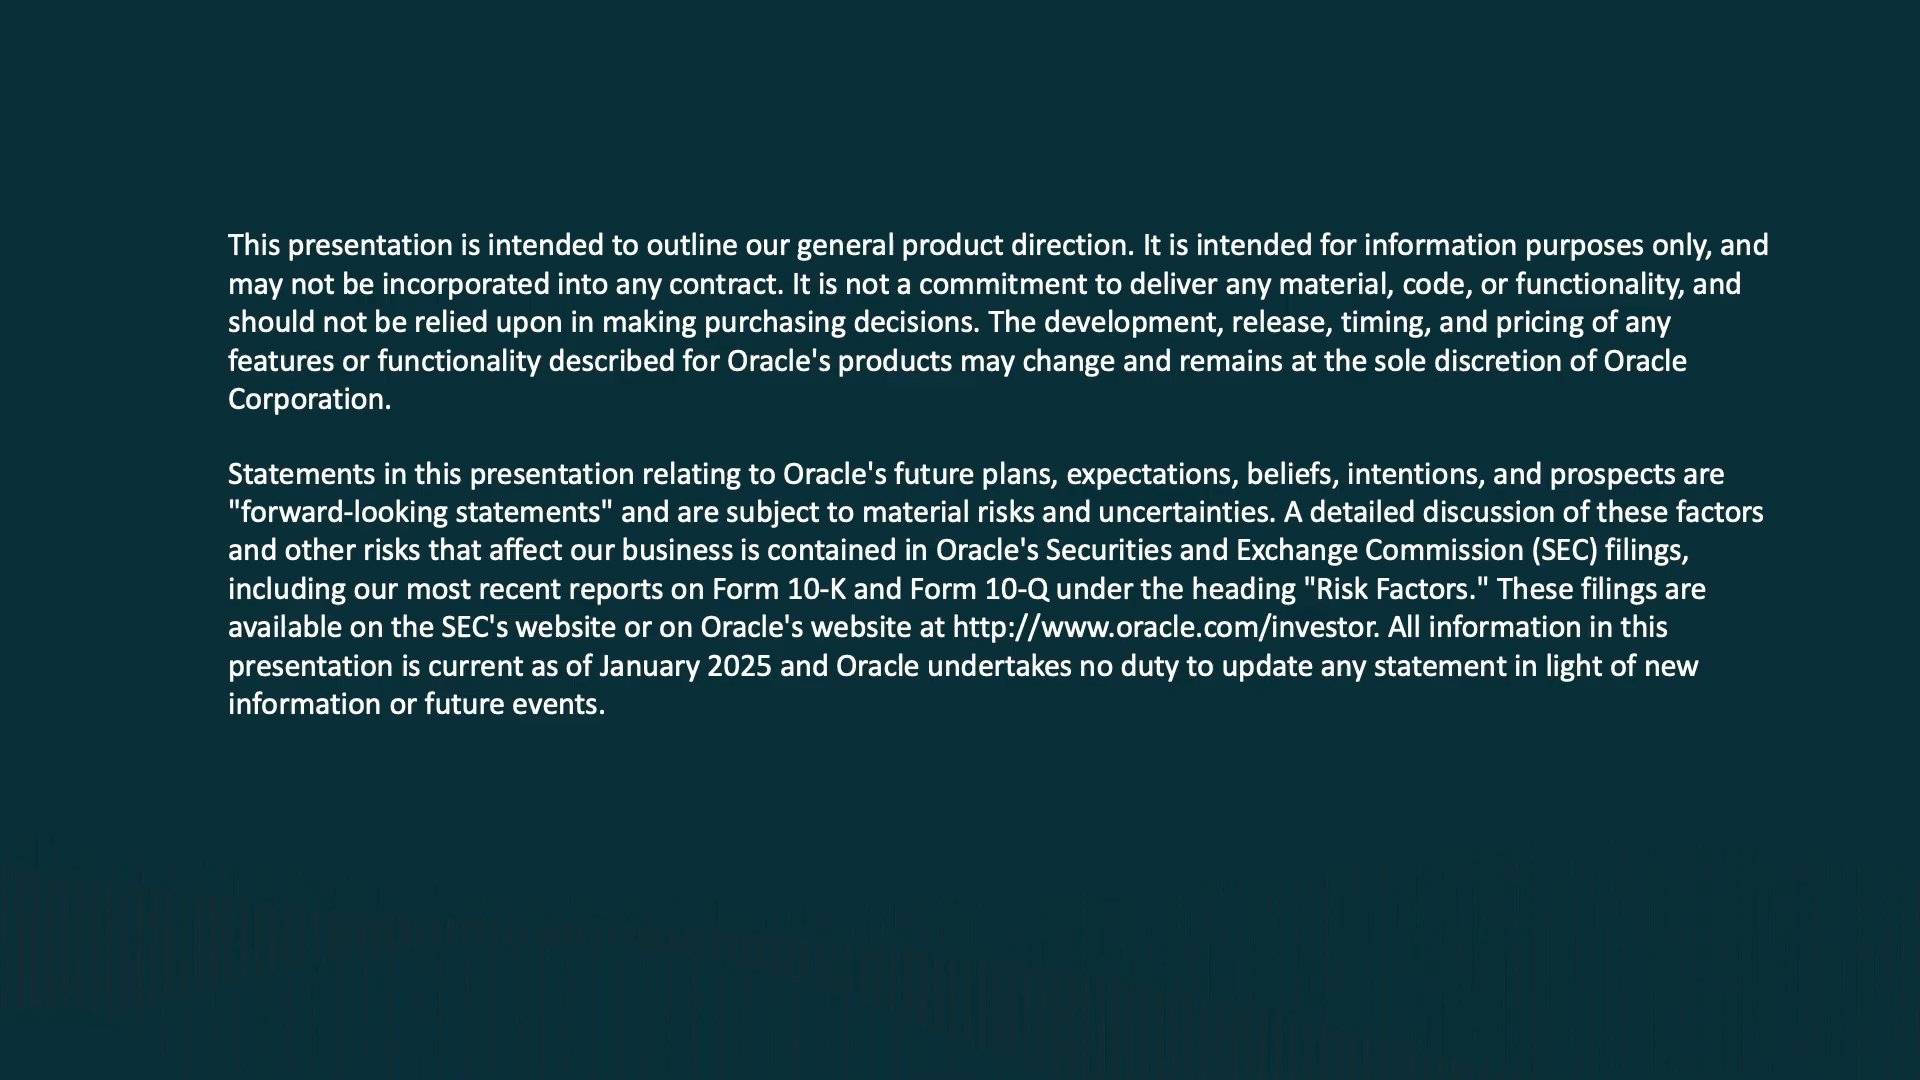 This presentation is intended to outline our general product direction. It is intended for information purposes only, and
may not be incorporated into any contract. It is not a commitment to deliver any material, code, or functionality, and
should not be relied upon in making purchasing decisions. The development, release, timing, and pricing of any
features or functionality described for Oracle's products may change and remains at the sole discretion of Oracle
Corporation.
Statements in this presentation relating to Oracle's future plans, expectations, beliefs, intentions, and prospects are
"forward-looking statements" and are subject to material risks and uncertainties. A detailed discussion of these factors
and other risks that affect our business is contained in Oracle's Securities and Exchange Commission (SEC) filings,
including our most recent reports on Form 10-K and Form 10-Q under the heading "Risk Factors." These filings are
available on the SEC's website or on Oracle's website at http://www.oracle.com/investor. All information in this
presentation is current as of January 2025 and Oracle undertakes no duty to update any statement in light of new
information or future events.